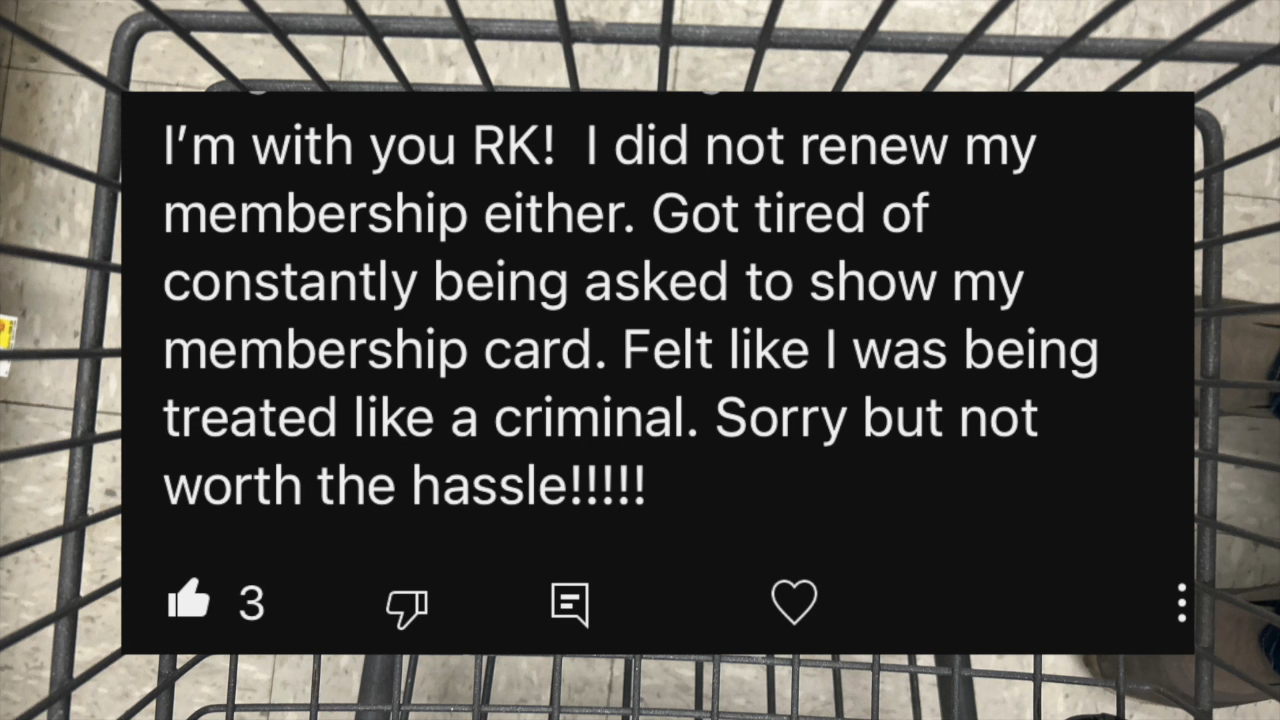 I’m with you RK!  I did not renew my
membership either. Got tired of
constantly being asked to show my
membership card. Felt like I was being
treated like a criminal. Sorry but not
worth the hassle!!!!!
3